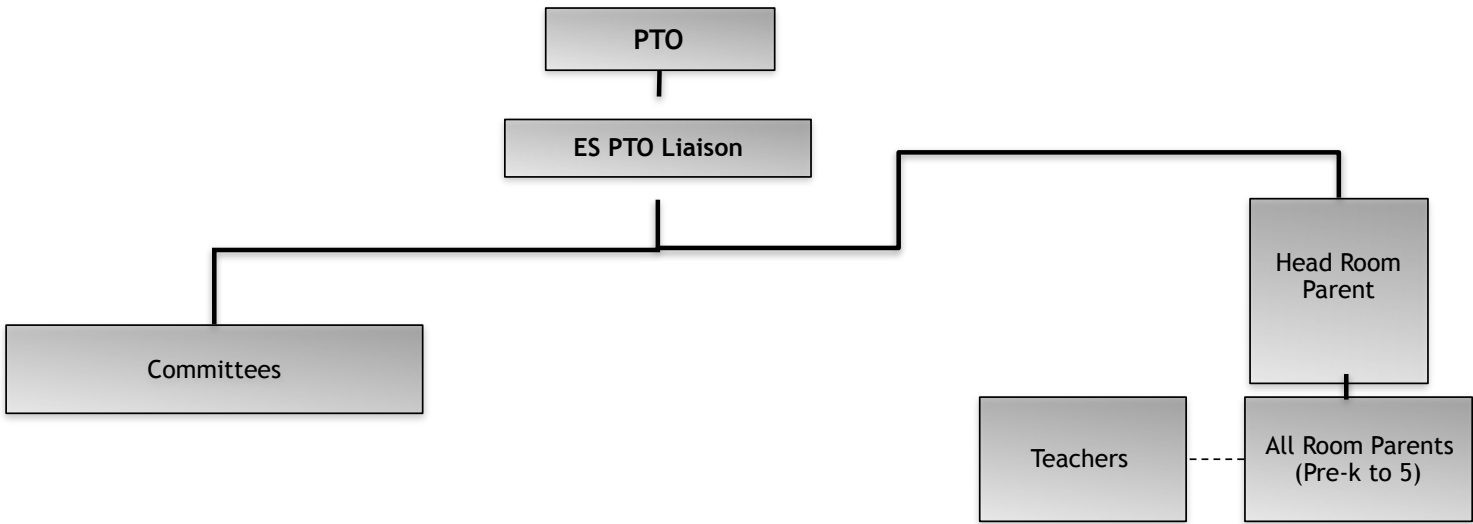 PTO
ES PTO Liaison
Head Room
Parent
Committees
Teachers
All Room Parents
(Pre-k to 5)